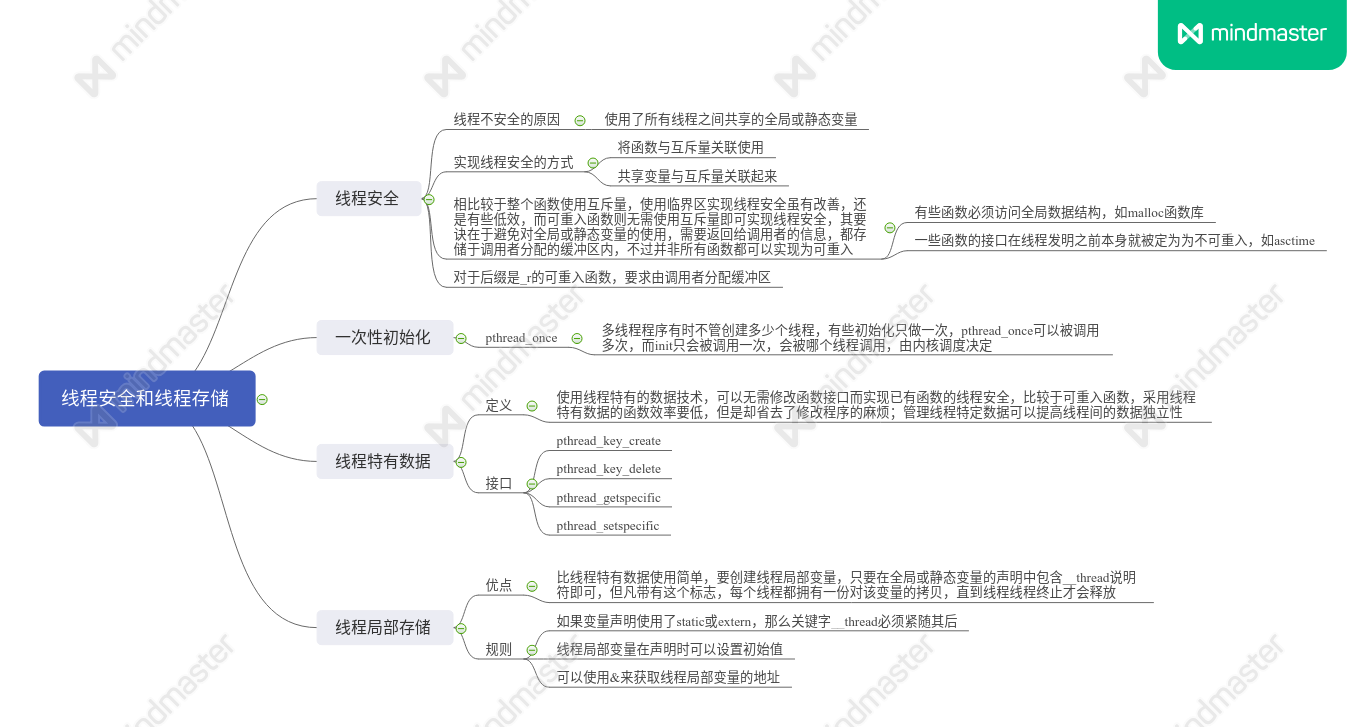 mindmaster
线程安全和线程存储
线程安全
线程不安全的原因
使用了所有线程之间共享的全局或静态变量
实现线程安全的方式
将函数与互斥量关联使用
共享变量与互斥量关联起来
相比较于整个函数使用互斥量，使用临界区实现线程安全虽有改善，还
是有些低效，而可重入函数则无需使用互斥量即可实现线程安全，其要
诀在于避免对全局或静态变量的使用，需要返回给调用者的信息，都存
储于调用者分配的缓冲区内，不过并非所有函数都可以实现为可重入
有些函数必须访问全局数据结构，如malloc函数库
一些函数的接口在线程发明之前本身就被定为为不可重入，如asctime
对于后缀是_r的可重入函数，要求由调用者分配缓冲区
一次性初始化
pthread_once
多线程程序有时不管创建多少个线程，有些初始化只做一次，pthread_once可以被调用
多次，而init只会被调用一次，会被哪个线程调用，由内核调度决定
线程特有数据
定义
使用线程特有的数据技术，可以无需修改函数接口而实现已有函数的线程安全，比较于可重入函数，采用线程
特有数据的函数效率要低，但是却省去了修改程序的麻烦；管理线程特定数据可以提高线程间的数据独立性
接口
pthread_key_create
pthread_key_delete
pthread_getspecific
pthread_setspecific
线程局部存储
优点
比线程特有数据使用简单，要创建线程局部变量，只要在全局或静态变量的声明中包含__thread说明
符即可，但凡带有这个标志，每个线程都拥有一份对该变量的拷贝，直到线程线程终止才会释放
规则
如果变量声明使用了static或extern，那么关键字__thread必须紧随其后
线程局部变量在声明时可以设置初始值
可以使用&来获取线程局部变量的地址